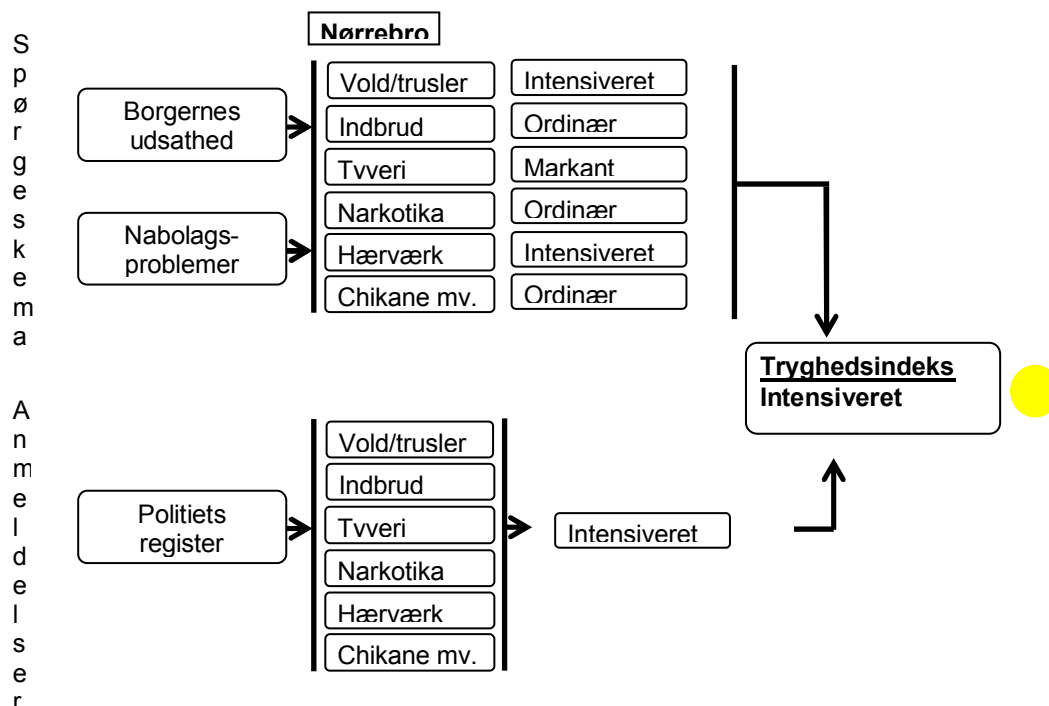 Nørrebro
Spørgeskema
Borgernes
udsathed
Nabolags-
problemer
Vold/trusler
Intensiveret
Indbrud
Ordinær
Tyveri
Markant
Narkotika
Ordinær
Hærværk
Intensiveret
Chikane mv.
Ordinær
Tryghedsindeks
Intensiveret
Anmeldelser
Politiets
register
Vold/trusler
Indbrud
Tyveri
Narkotika
Hærværk
Chikane mv.
Intensiveret